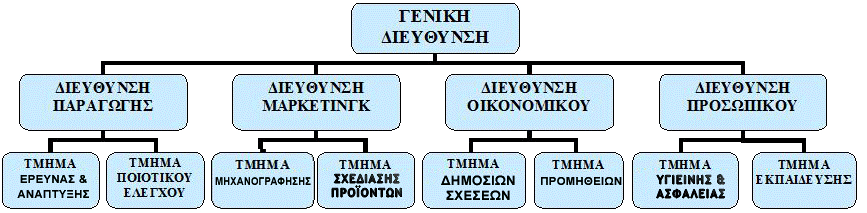 ΓΕΝΙΚΗ
ΔΙΕΥΘΥΝΣΗ
ΔΙΕΥΘΥΝΣΗ
ΠΑΡΑΓΩΓΗΣ
ΔΙΕΥΘΥΝΣΗ
ΜΑΡΚΕΤΙΝΓΚ
ΔΙΕΥΘΥΝΣΗ
ΟΙΚΟΝΟΜΙΚΟΥ
ΔΙΕΥΘΥΝΣΗ
ΠΡΟΣΩΠΙΚΟΥ
ΤΜΗΜΑ
ΕΡΕΥΝΑΣ &
ΑΝΑΠΤΥΞΗΣ
ΤΜΗΜΑ
ΠΟΙΟΤΙΚΟΥ
ΕΛΕΓΧΟΥ
ΤΜΗΜΑ
ΜΗΧΑΝΟΓΡΑΦΗΣΗΣ
ΤΜΗΜΑ
ΣΧΕΔΙΑΣΗΣ
ΠΡΟΪΟΝΤΩΝ
ΤΜΗΜΑ
ΔΗΜΟΣΙΩΝ
ΣΧΕΣΕΩΝ
ΤΜΗΜΑ
ΠΡΟΜΗΘΕΙΩΝ
ΤΜΗΜΑ
ΥΓΙΕΙΝΗΣ &
ΑΣΦΑΛΕΙΑΣ
ΤΜΗΜΑ
ΕΚΠΑΙΔΕΥΣΗΣ